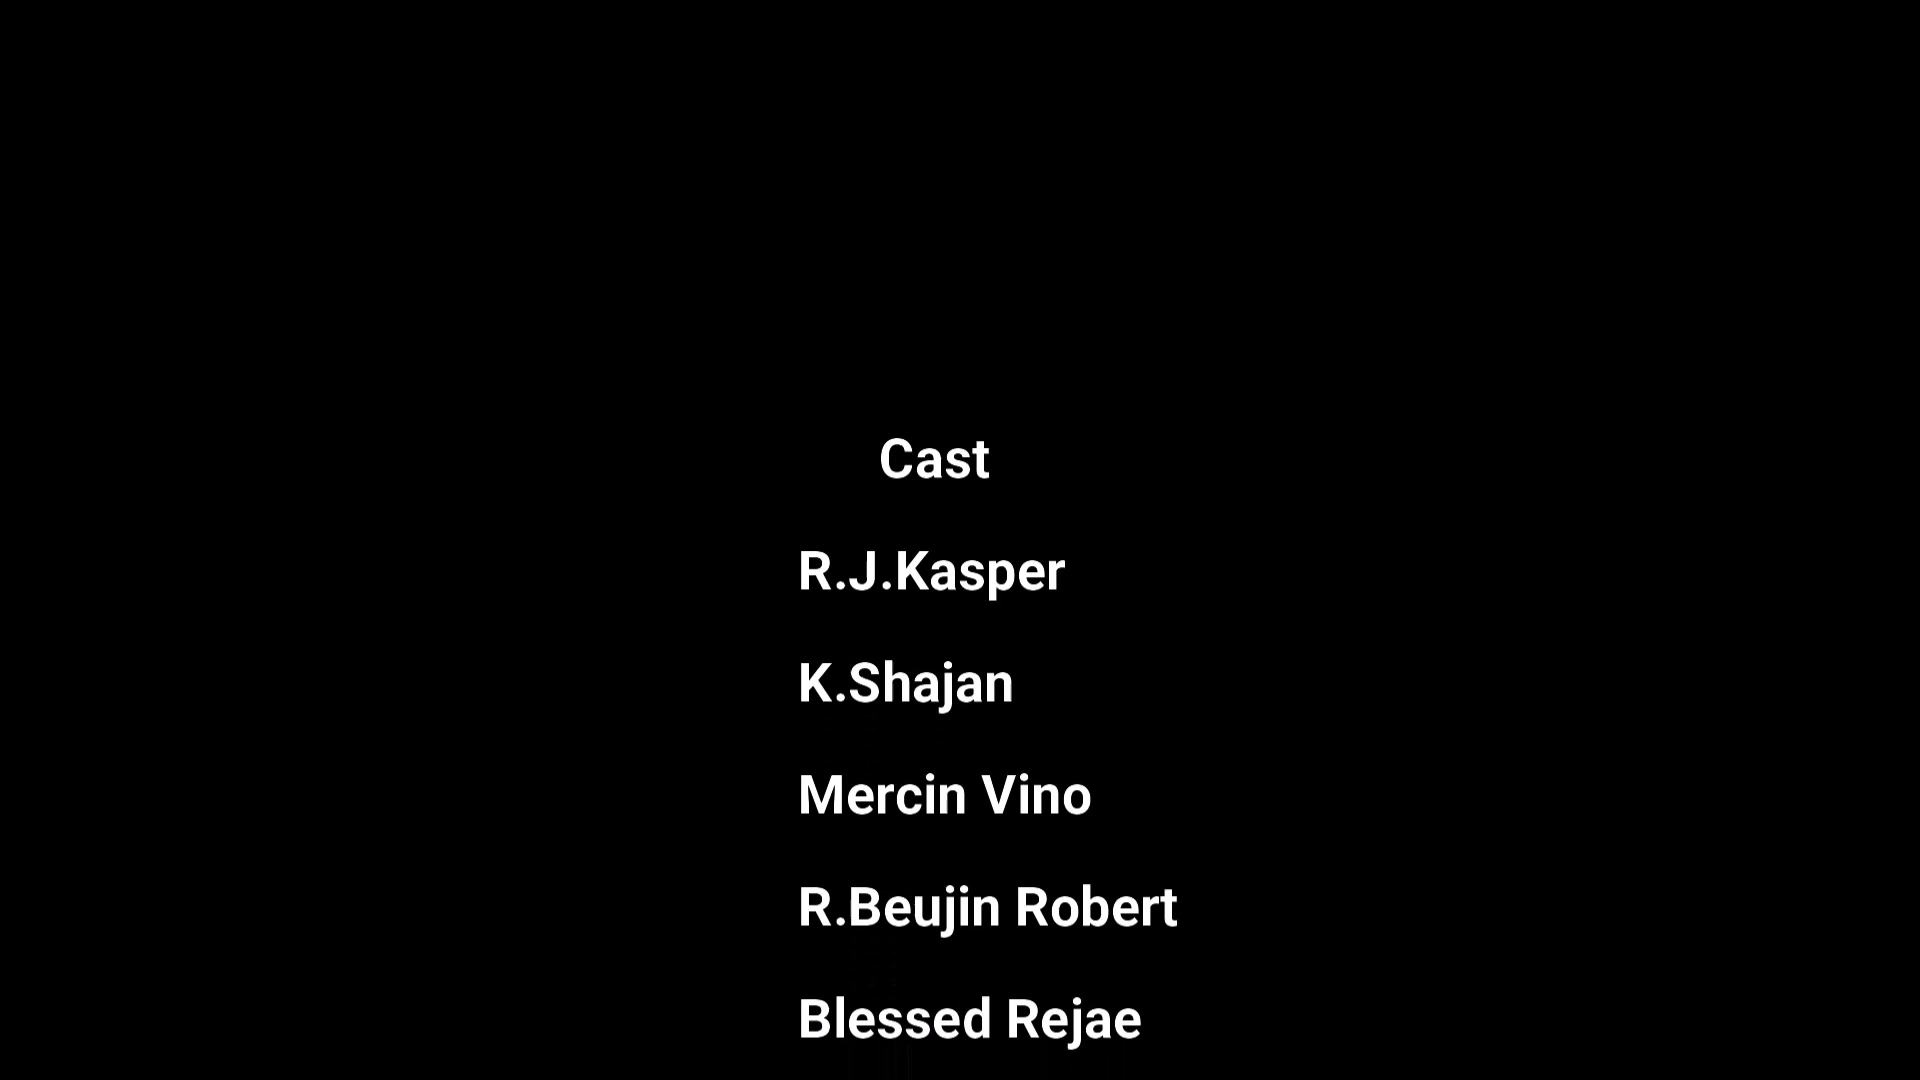 Cast
R.J.Kasper
K.Shajan
Mercin Vino
R.Beujin Robert
Blessed Rejae